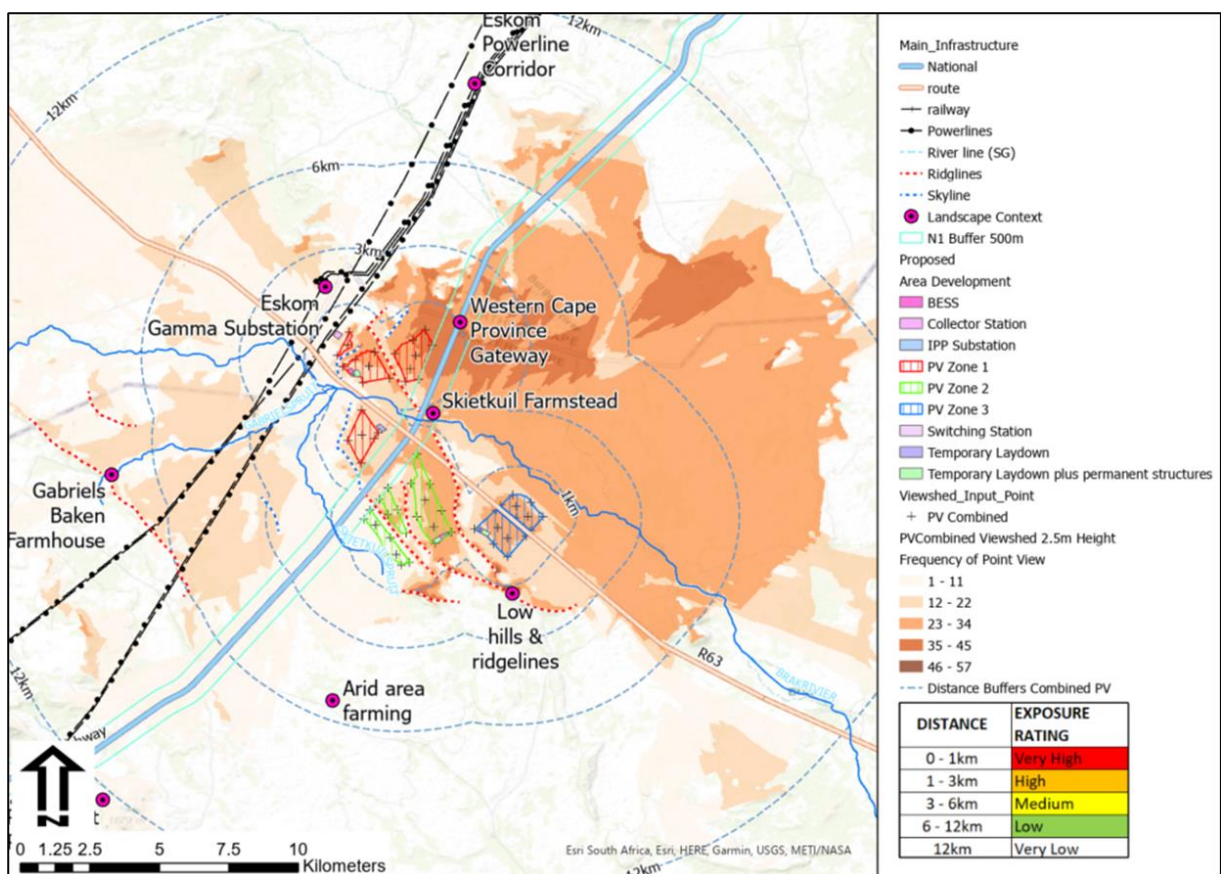 Eskom
Powerline
Corridor
12km
12km
6km
3km
Eskom
Gamma Substation
Western Cape
Province
Gateway
Skietkuil Farmstead
Gabriels
Baken
Farmhouse
1km
Low
hills &
ridgelines
R63
BRAKRIVIER
Arid area
farming
12km
hway
t
N
0 1.25 2.5 5 7.5 10
Kilometers
12km
Esri South Africa, Esri, HERE, Garmin, USGS, METI/NASA
Main_Infrastructure
National
route
railway
Powerlines
River line (SG)
Ridglines
Skyline
Landscape Context
N1 Buffer 500m
Proposed
Area Development
BESS
Collector Station
IPP Substation
PV Zone 1
PV Zone 2
PV Zone 3
Switching Station
Temporary Laydown
Temporary Laydown plus permanent structures
Viewshed_Input_Point
PV Combined
PVCombined Viewshed 2.5m Height
Frequency of Point View
1 - 11
12 - 22
23 - 34
35 - 45
46 - 57
Distance Buffers Combined PV
DISTANCE EXPOSURE RATING
0 - 1km Very High
1 - 3km High
3 - 6km Medium
6 - 12km Low
12km Very Low